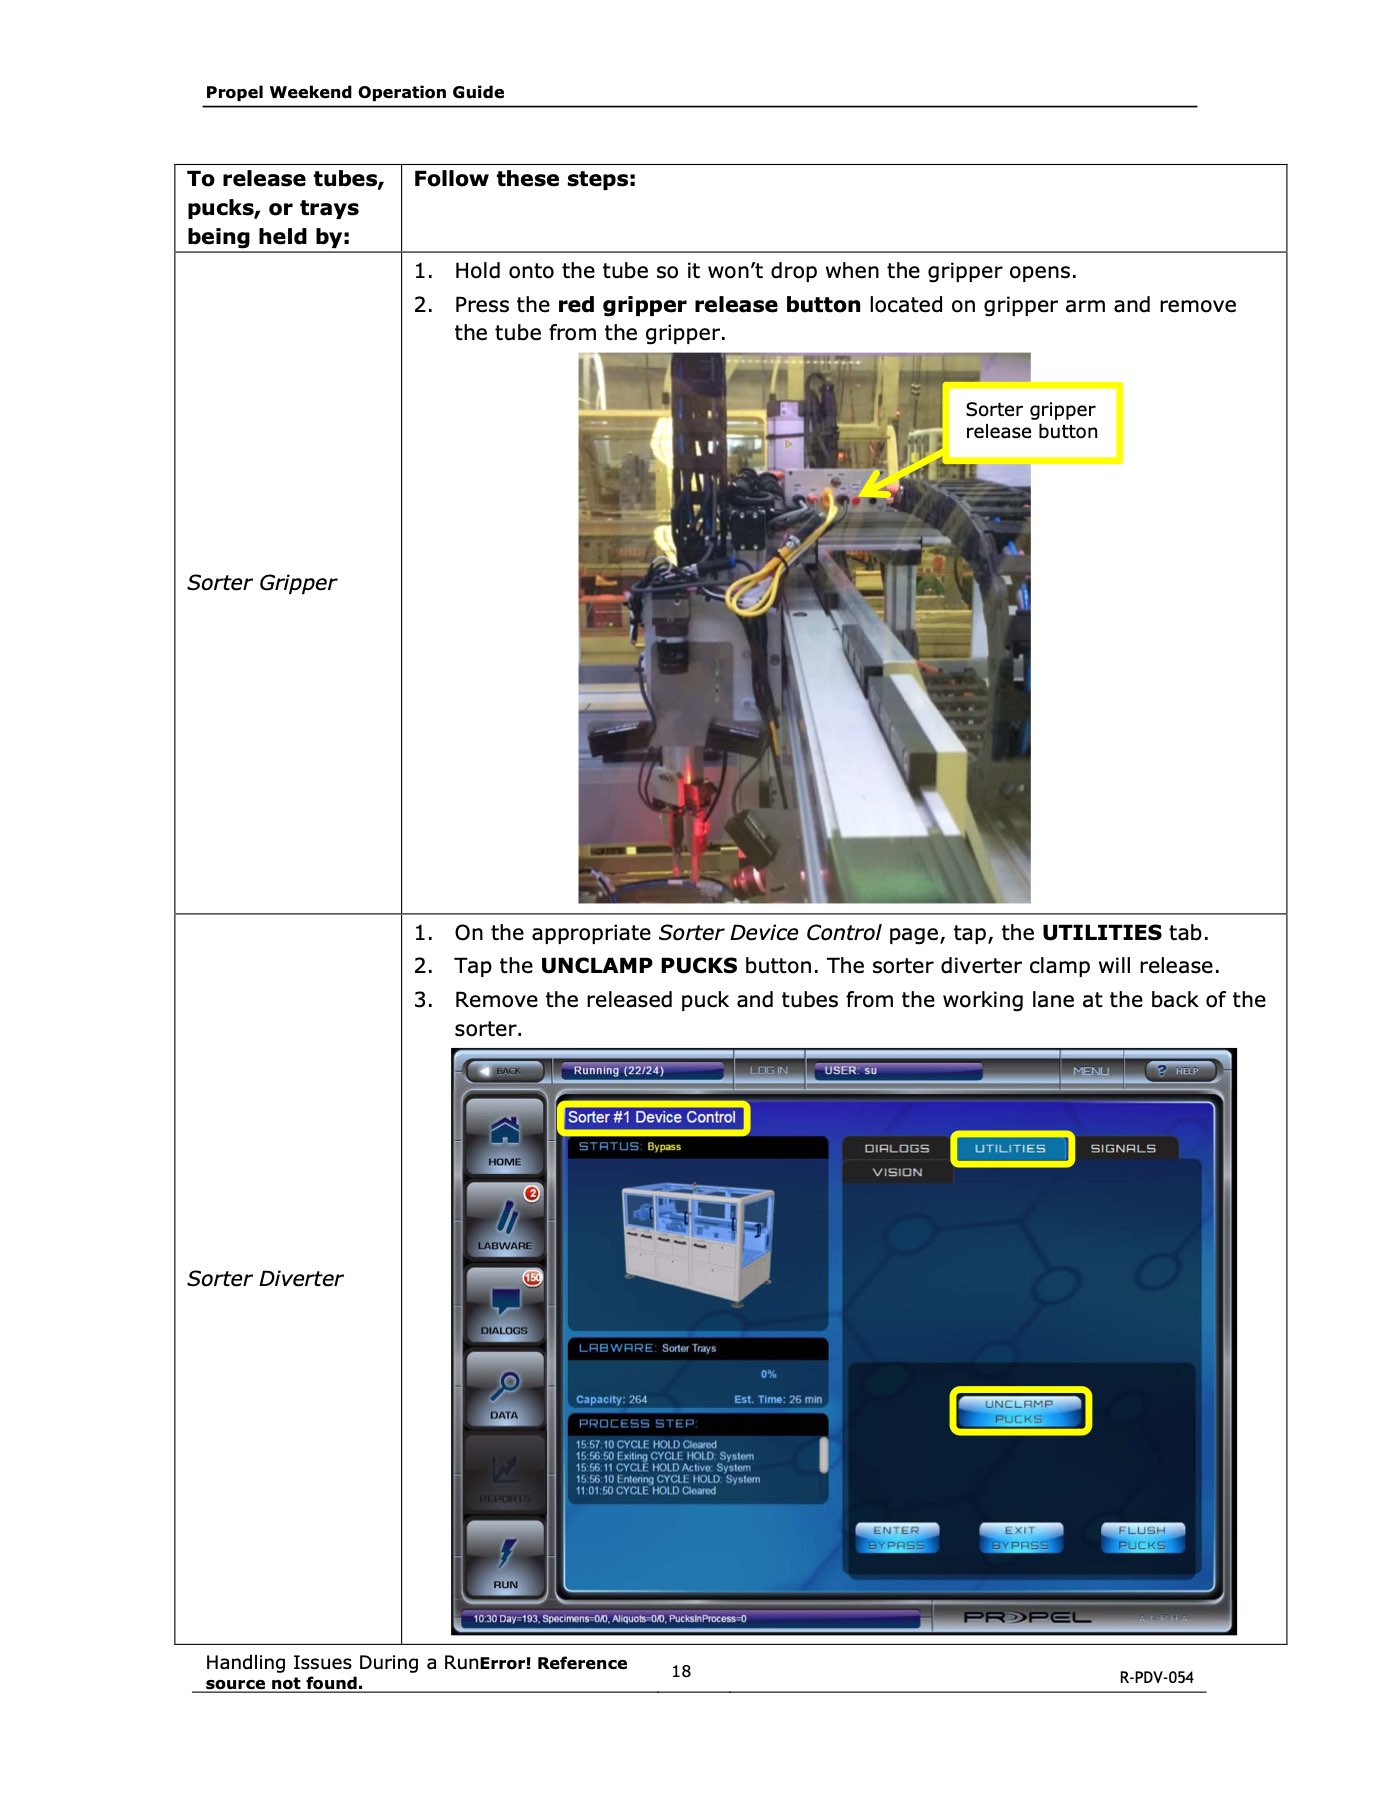 Propel Weekend Operation Guide
To release tubes,
pucks, or trays
being held by:
Follow these steps:
Sorter Gripper
1. Hold onto the tube so it won’t drop when the gripper opens.
2. Press the red gripper release button located on gripper arm and remove
the tube from the gripper.
Sorter gripper
release button
Sorter Diverter
1. On the appropriate Sorter Device Control page, tap, the UTILITIES tab.
2. Tap the UNCLAMP PUCKS button. The sorter diverter clamp will release.
3. Remove the released puck and tubes from the working lane at the back of the
sorter.
BACK
Running (22/24)
LOG IN
USER: su
MENU
? HELP
HOME
2
LABWARE
150
DIALOGS
DATA
REPORTS
RUN
Sorter #1 Device Control
STATUS: Bypass
LABWARE: Sorter Trays
0%
Capacity: 264
Est. Time: 26 min
PROCESS STEP:
15:57:10 CYCLE HOLD Cleared
15:56:50 Exiting CYCLE HOLD: System
15:56:11 CYCLE HOLD Active: System
15:56:10 Entering CYCLE HOLD: System
11:01:50 CYCLE HOLD Cleared
DIALOGS
UTILITIES
SIGNALS
VISION
UNCLAMP
PUCKS
ENTER
BYPASS
EXIT
BYPASS
FLUSH
PUCKS
10:30 Day=193, Specimens=0/0, Aliquots=0/0, PucksInProcess=0
PROPEL
ALPHA
Handling Issues During a RunError! Reference
source not found.
18
R-PDV-054